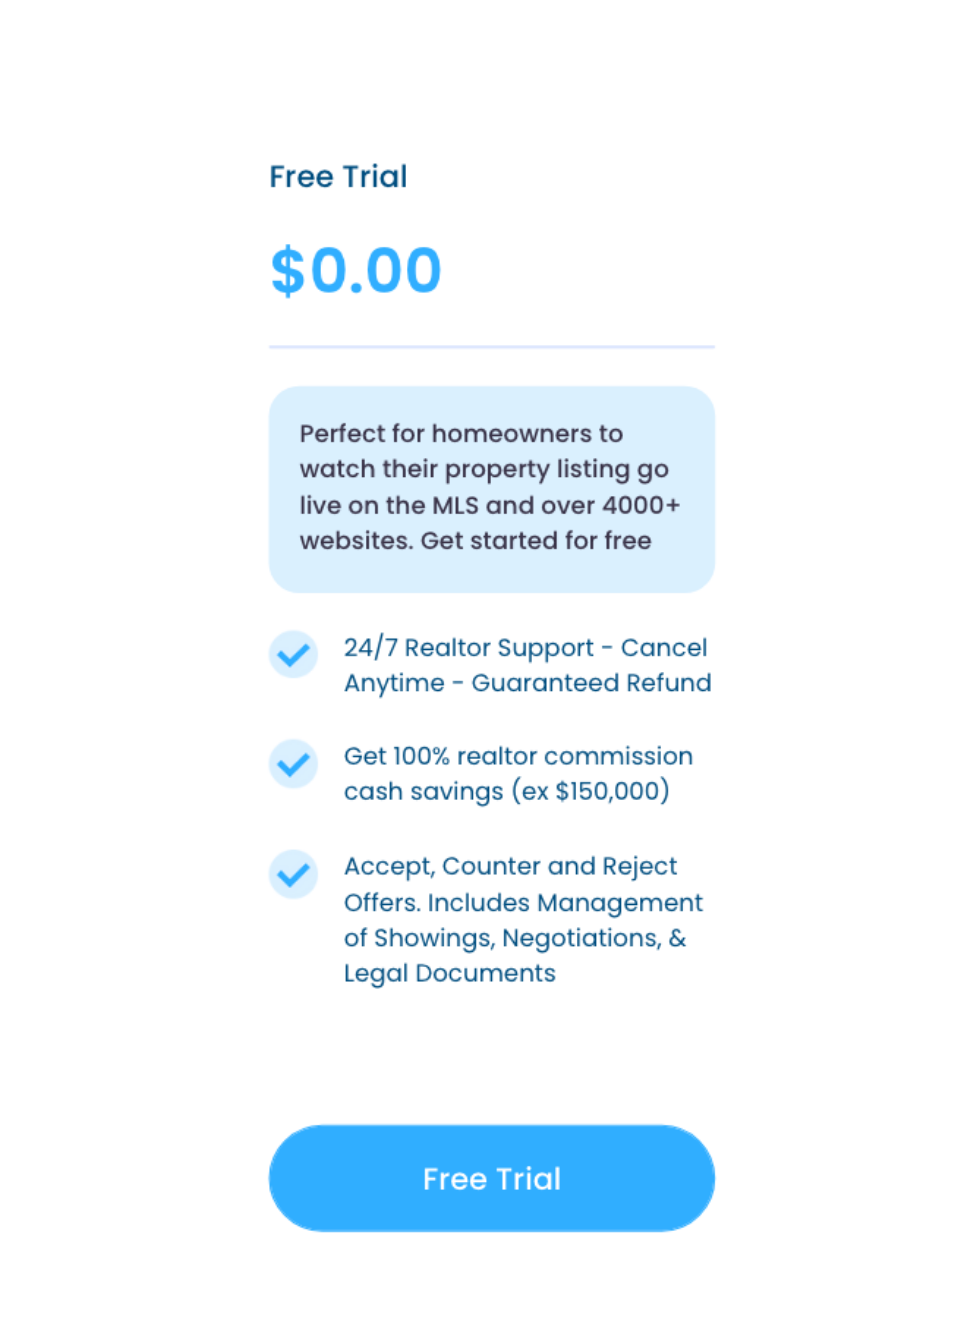 Free Trial
$0.00
Perfect for homeowners to
watch their property listing go
live on the MLS and over 4000+
websites. Get started for free
24/7 Realtor Support - Cancel
Anytime - Guaranteed Refund
Get 100% realtor commission
cash savings (ex $150,000)
Accept, Counter and Reject
Offers. Includes Management
of Showings, Negotiations, &
Legal Documents
Free Trial